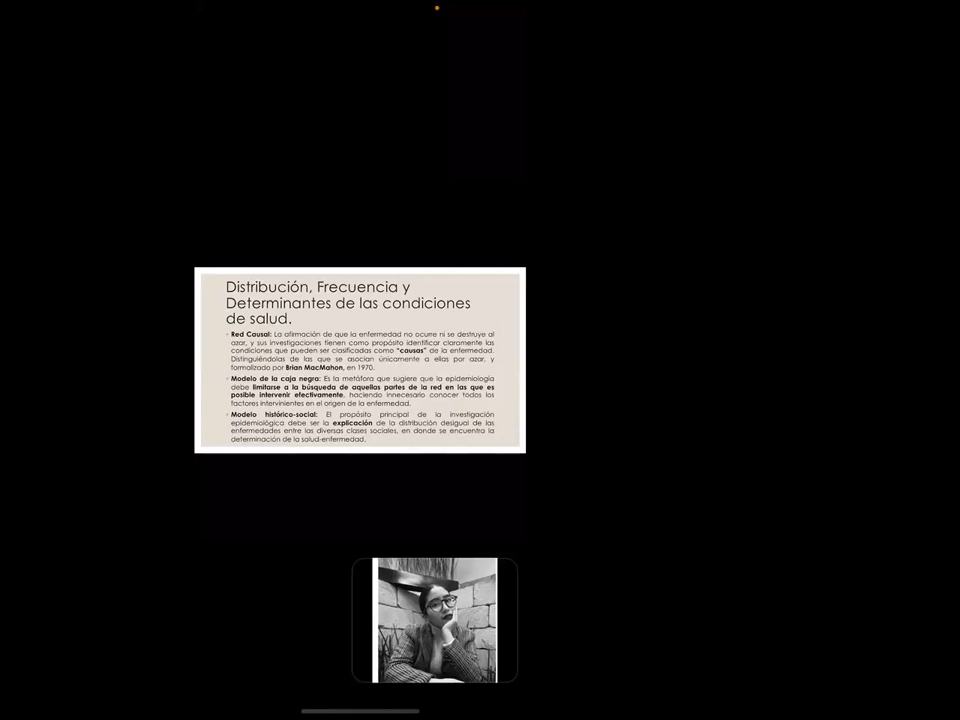 Distribución, Frecuencia y
Determinantes de las condiciones
de salud.
Red Causal: La afirmación de que la enfermedad no ocurre ni se destruye al
azar, y sus investigaciones tienen como propósito identificar claramente las
condiciones que pueden ser clasificadas como "causas" de la enfermedad.
Distinguiéndolas de las que se asocian únicamente a ellas por azar, y
formalizado por Brian MacMahon, en 1970.
Modelo de la caja negra: Es la metáfora que sugiere que la epidemiología
debe limitarse a la búsqueda de aquellas partes de la red en las que es
posible intervenir efectivamente, haciendo innecesario conocer todos los
factores intervinientes en el origen de la enfermedad.
Modelo histórico-social: El propósito principal de la investigación
epidemiológica debe ser la explicación de la distribución desigual de las
enfermedades entre las diversas clases sociales, en donde se encuentra la
determinación de la salud-enfermedad.